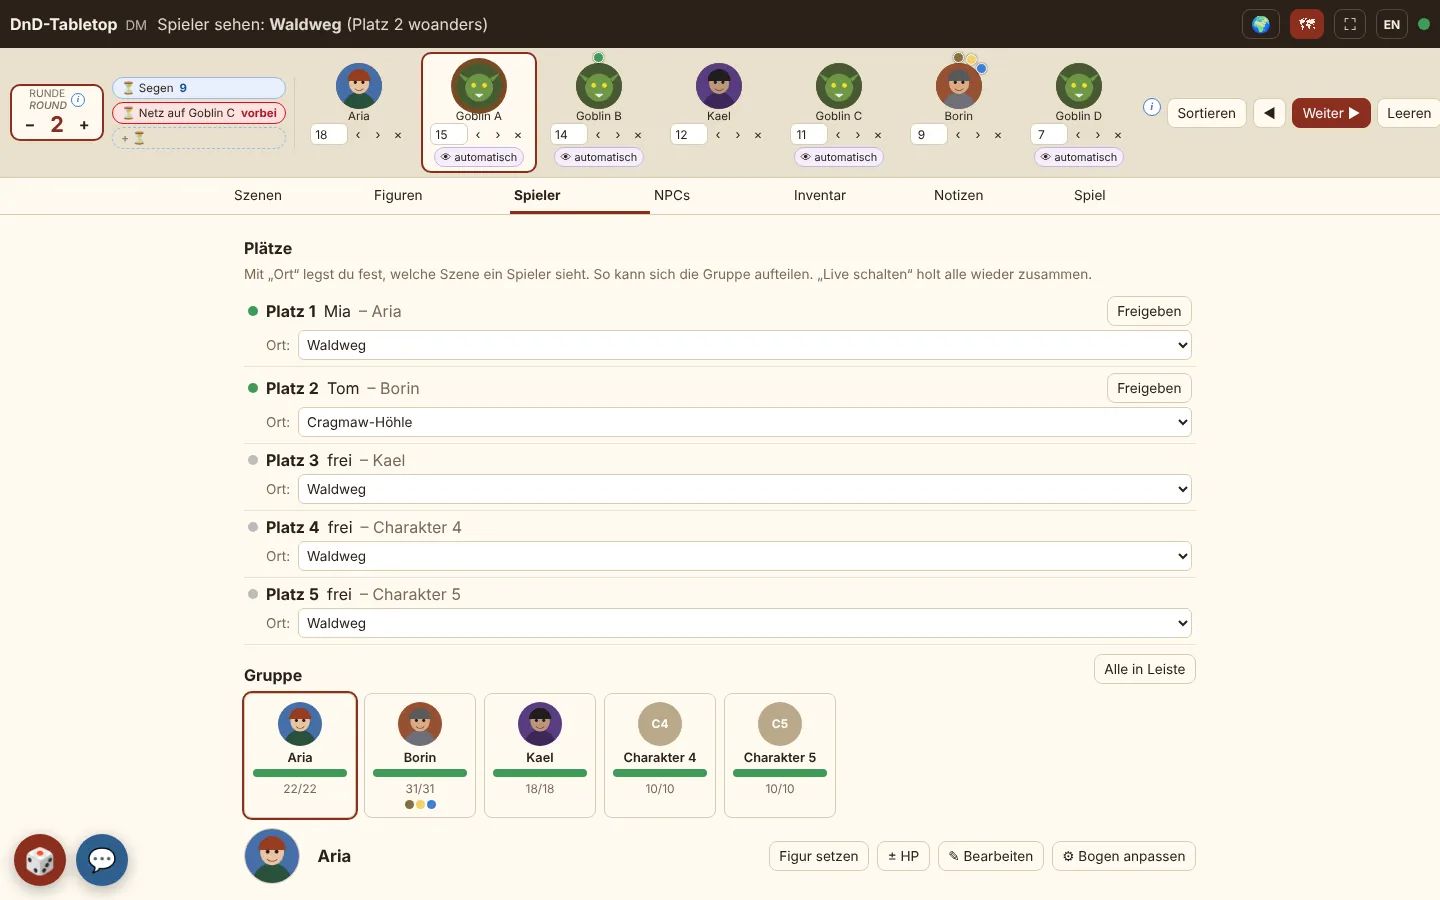 DnD-Tabletop DM Spieler sehen: Waldweg (Platz 2 woanders)
EN
RUNDE
ROUND i
− 2 +
⏳ Segen 9
⏳ Netz auf Goblin C vorbei
+ ⏳
Aria
18 ‹ › ×
Goblin A
15 ‹ › ×
👁 automatisch
Goblin B
14 ‹ › ×
👁 automatisch
Kael
12 ‹ › ×
Goblin C
11 ‹ › ×
👁 automatisch
Borin
9 ‹ › ×
Goblin D
7 ‹ › ×
👁 automatisch
i Sortieren ◀ Weiter ▶ Leeren
Szenen Figuren Spieler NPCs Inventar Notizen Spiel
Plätze
Mit „Ort“ legst du fest, welche Szene ein Spieler sieht. So kann sich die Gruppe aufteilen. „Live schalten“ holt alle wieder zusammen.
Platz 1 Mia – Aria Freigeben
Ort: Waldweg
Platz 2 Tom – Borin Freigeben
Ort: Cragmaw-Höhle
Platz 3 frei – Kael
Ort: Waldweg
Platz 4 frei – Charakter 4
Ort: Waldweg
Platz 5 frei – Charakter 5
Ort: Waldweg
Gruppe Alle in Leiste
Aria
22/22
Borin
31/31
Kael
18/18
C4
Charakter 4
10/10
C5
Charakter 5
10/10
Aria Figur setzen ± HP ✎ Bearbeiten ⚙ Bogen anpassen